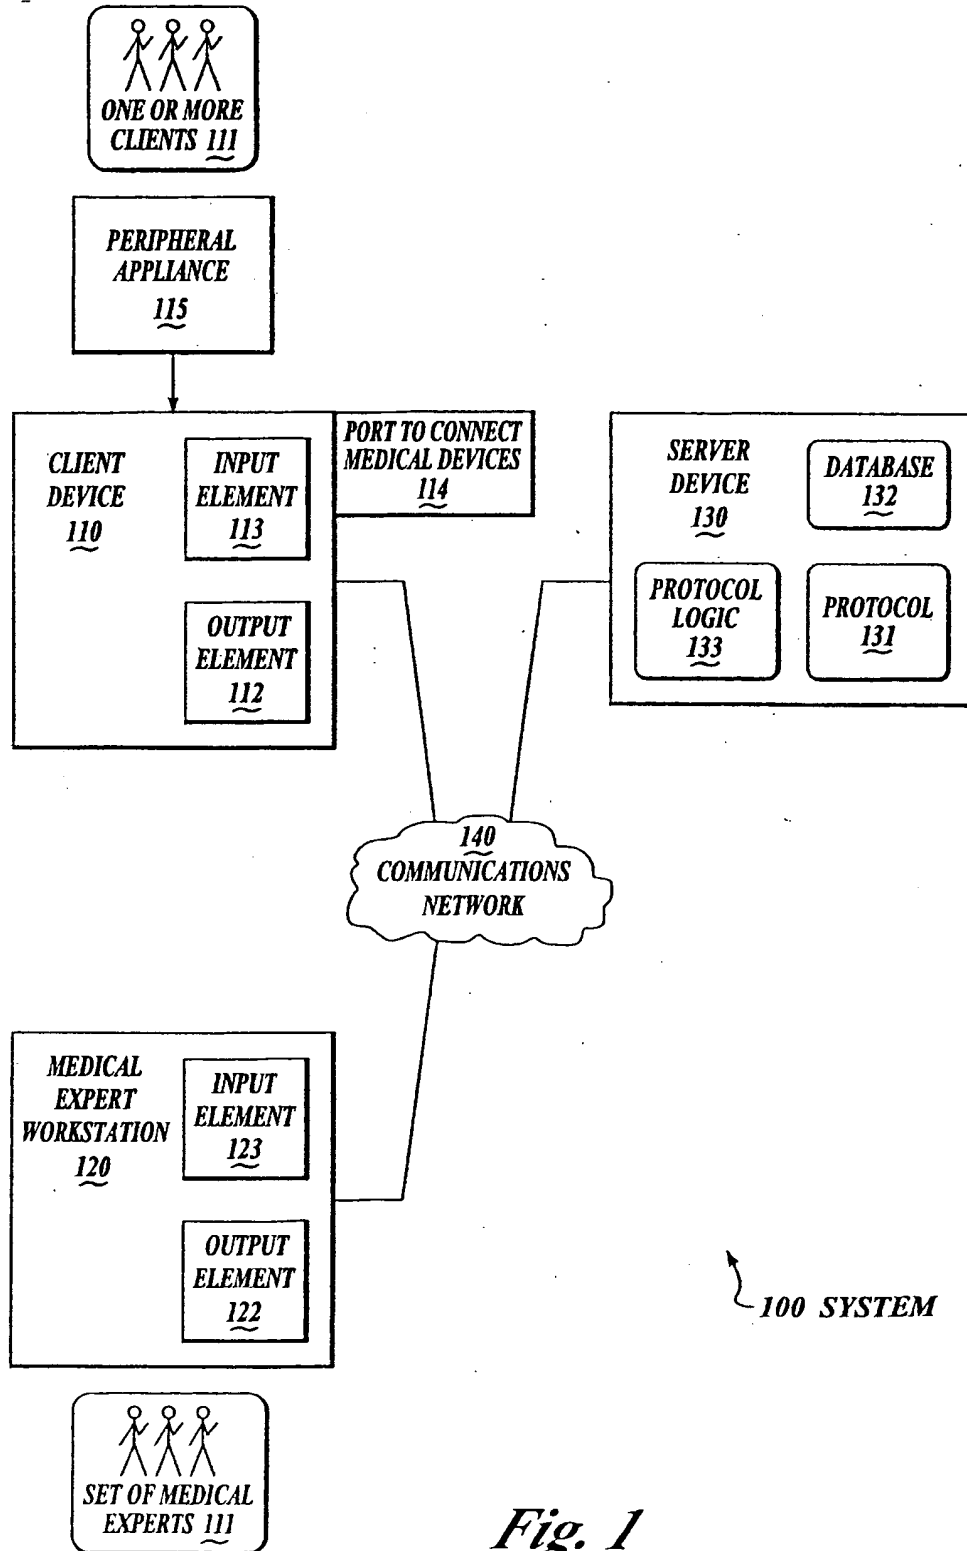 ONE OR MORE
CLIENTS 111
PERIPHERAL
APPLIANCE
115
CLIENT
DEVICE
110
INPUT
ELEMENT
113
OUTPUT
ELEMENT
112
PORT TO CONNECT
MEDICAL DEVICES
114
SERVER
DEVICE
130
DATABASE
132
PROTOCOL
LOGIC
133
PROTOCOL
131
140
COMMUNICATIONS
NETWORK
MEDICAL
EXPERT
WORKSTATION
120
INPUT
ELEMENT
123
OUTPUT
ELEMENT
122
100 SYSTEM
SET OF MEDICAL
EXPERTS 111
Fig. 1